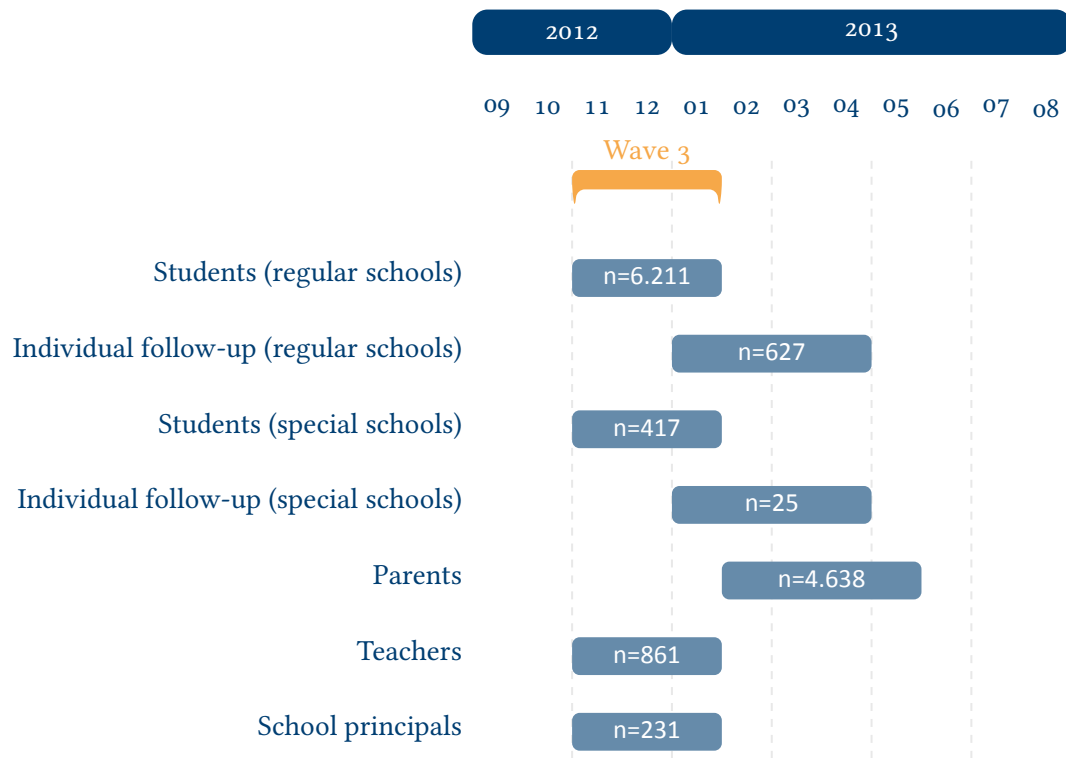 2012 2013
09 10 11 12 01 02 03 04 05 06 07 08
Wave 3
Students (regular schools) n=6.211
Individual follow-up (regular schools) n=627
Students (special schools) n=417
Individual follow-up (special schools) n=25
Parents n=4.638
Teachers n=861
School principals n=231